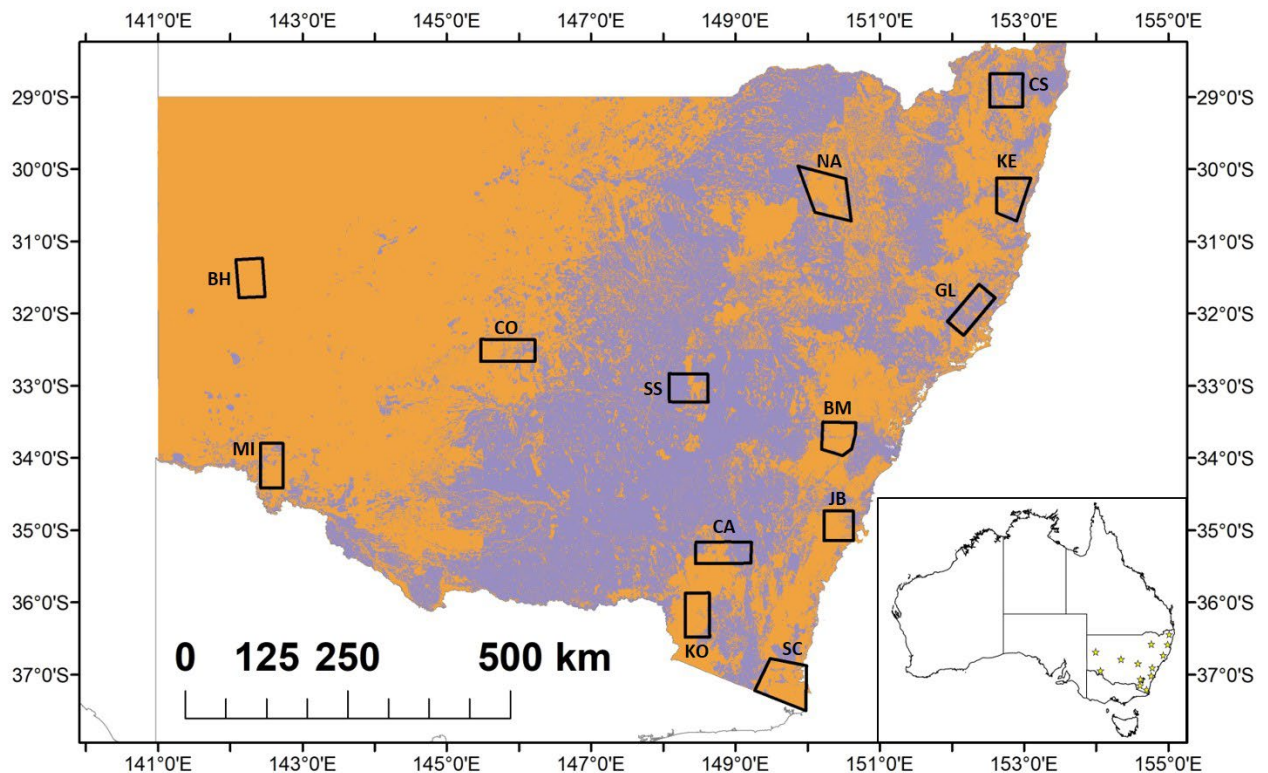 141°0'E 143°0'E 145°0'E 147°0'E 149°0'E 151°0'E 153°0'E 155°0'E
29°0'S CS 29°0'S
30°0'S NA KE 30°0'S
31°0'S 31°0'S
BH
32°0'S CO GL 32°0'S
33°0'S SS 33°0'S
BM
34°0'S MI 34°0'S
JB
35°0'S CA 35°0'S
36°0'S 36°0'S
0 125 250 500 km KO SC
37°0'S 37°0'S
141°0'E 143°0'E 145°0'E 147°0'E 149°0'E 151°0'E 153°0'E 155°0'E